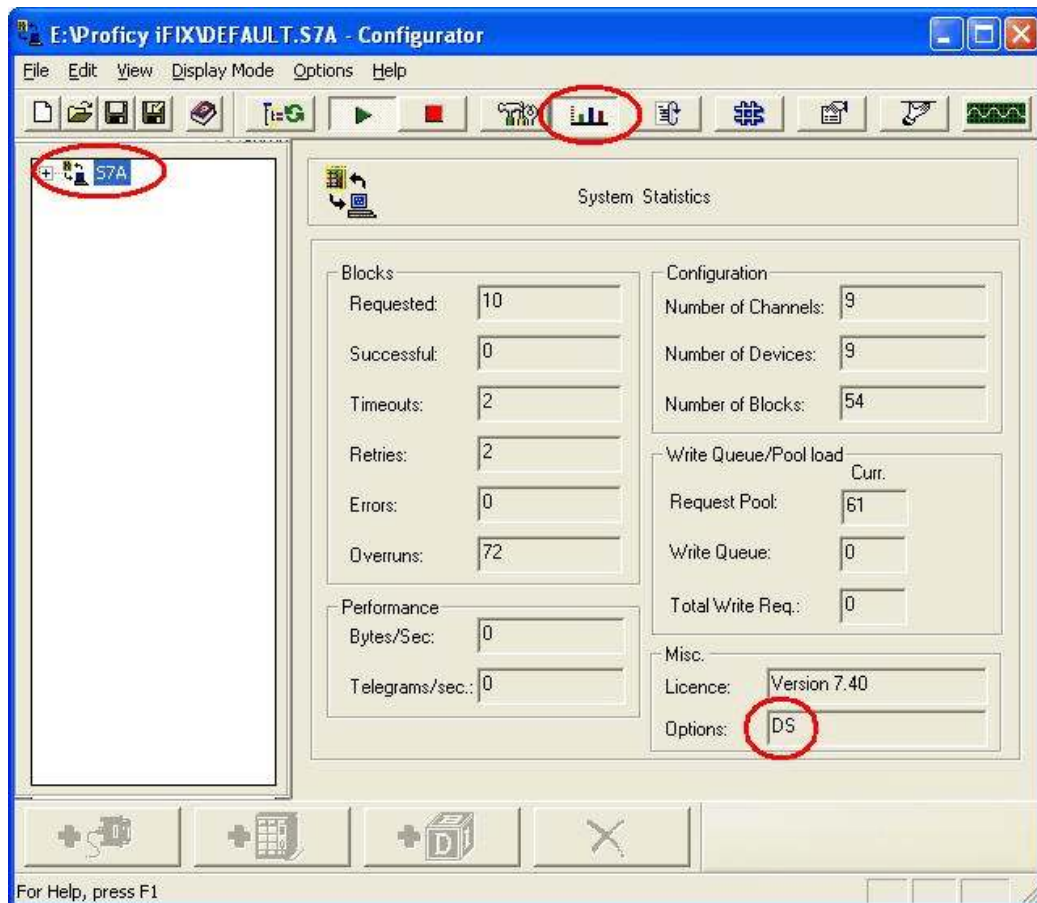 E:\Proficy iFIX\DEFAULT.S7A - Configurator
File Edit View Display Mode Options Help
S7A
System Statistics
Blocks
Requested: 10
Successful: 0
Timeouts: 2
Retries: 2
Errors: 0
Overruns: 72
Performance
Bytes/Sec: 0
Telegrams/sec.: 0
Configuration
Number of Channels: 9
Number of Devices: 9
Number of Blocks: 54
Write Queue/Pool load
Curr.
Request Pool: 61
Write Queue: 0
Total Write Req.: 0
Misc.
Licence: Version 7.40
Options: DS
D
For Help, press F1